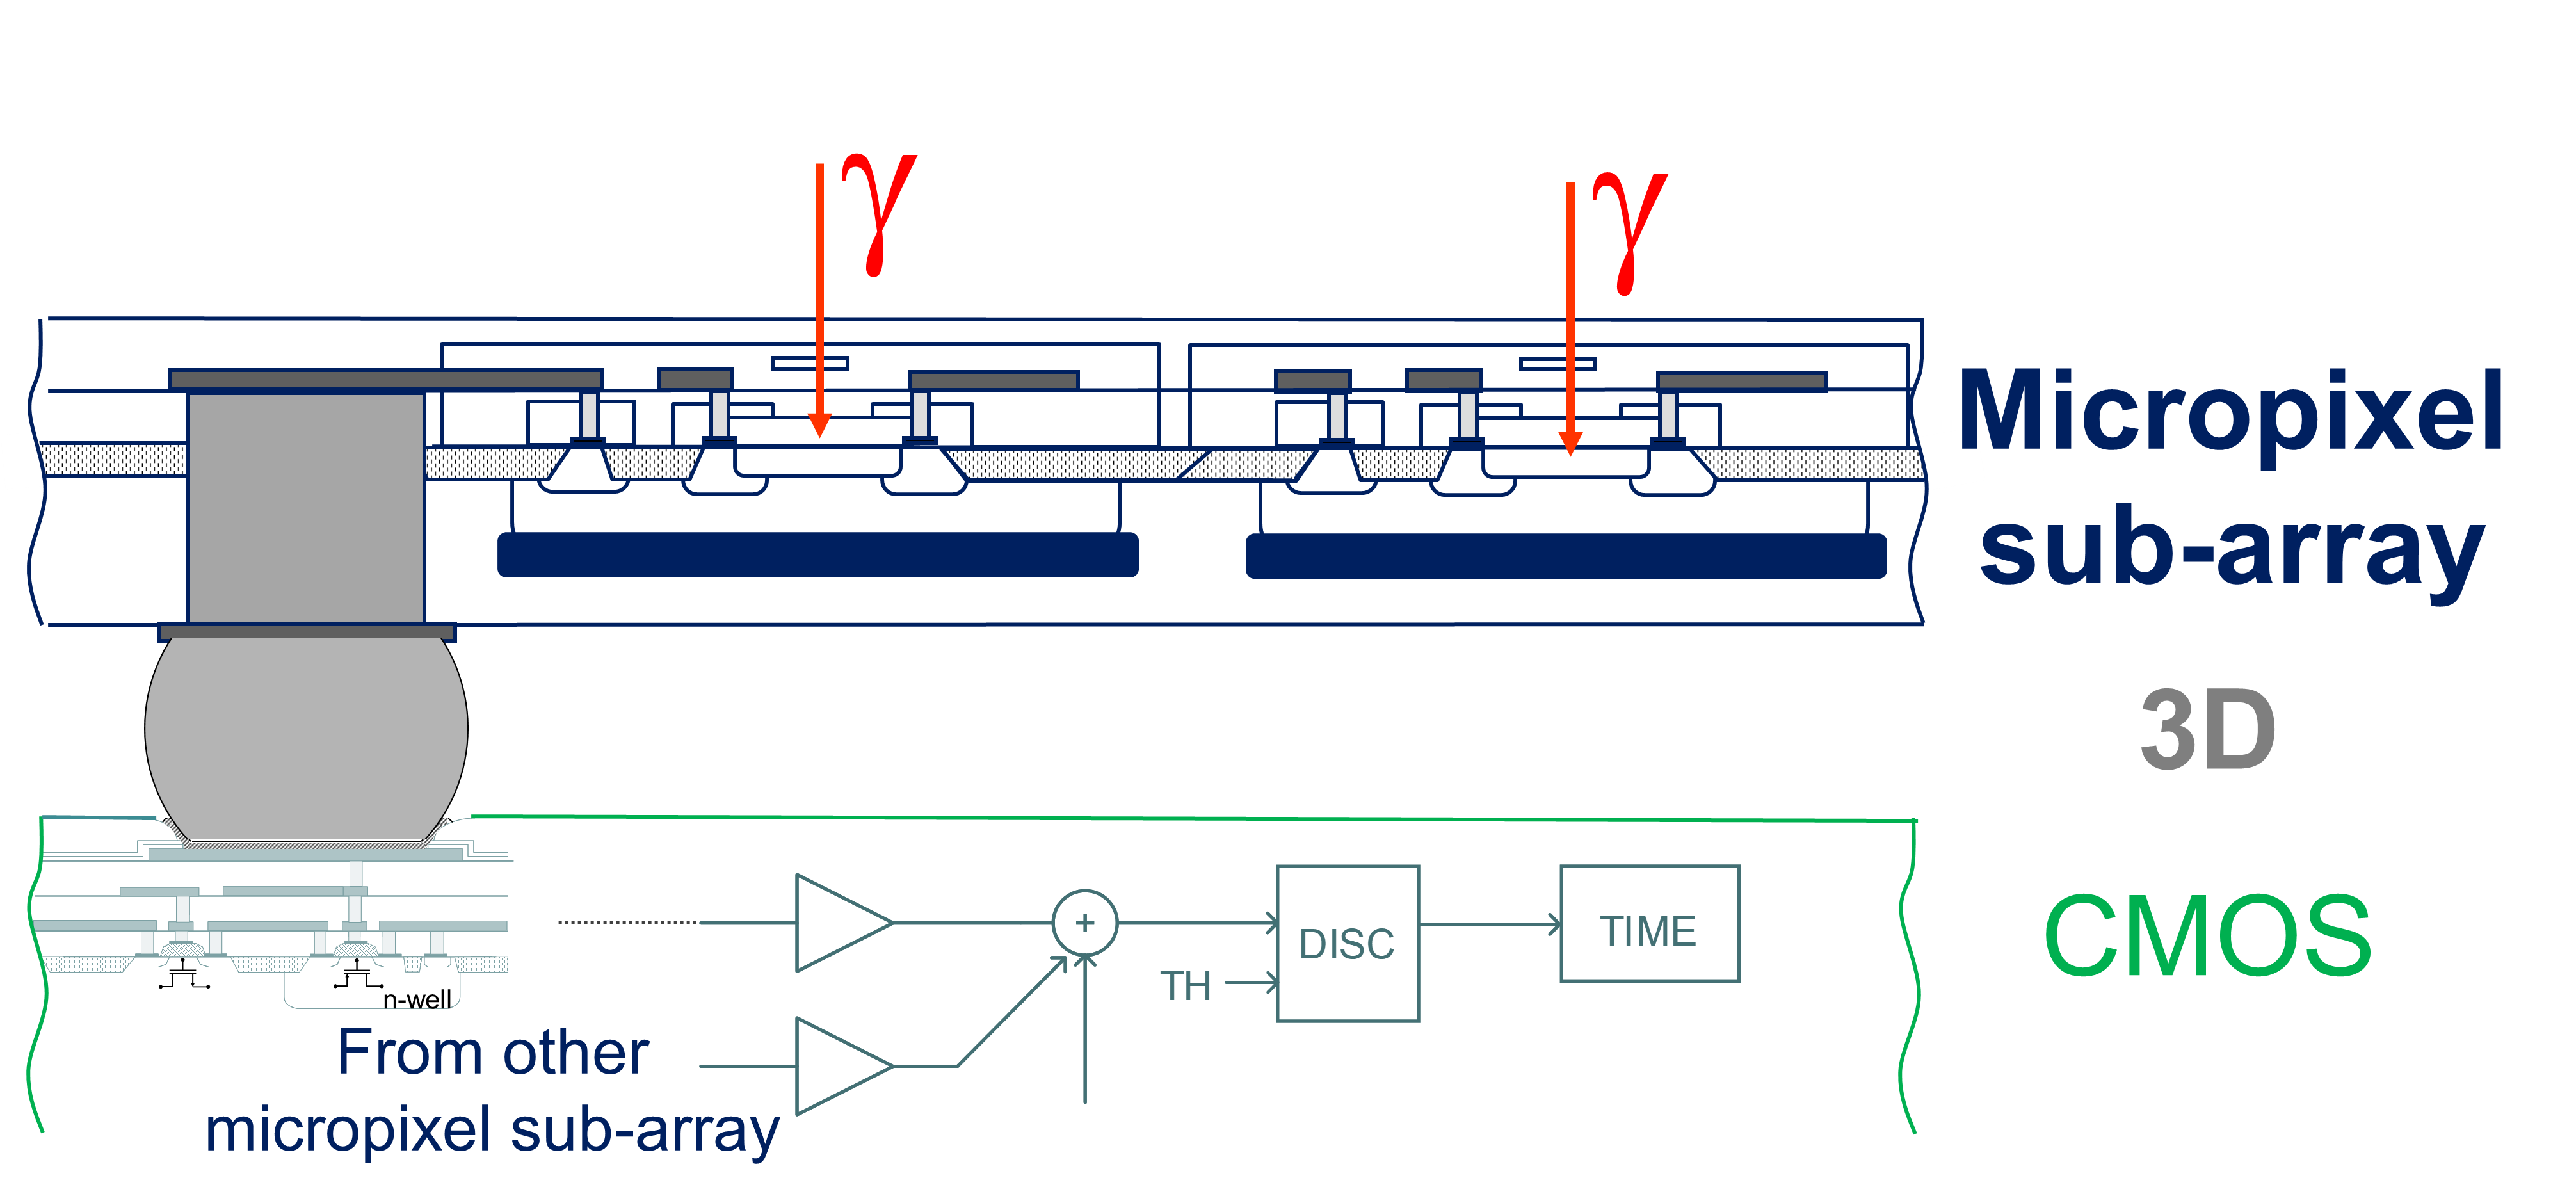 γ
γ
Micropixel
sub-array
3D
CMOS
+
DISC
TIME
TH
n-well
From other
micropixel sub-array